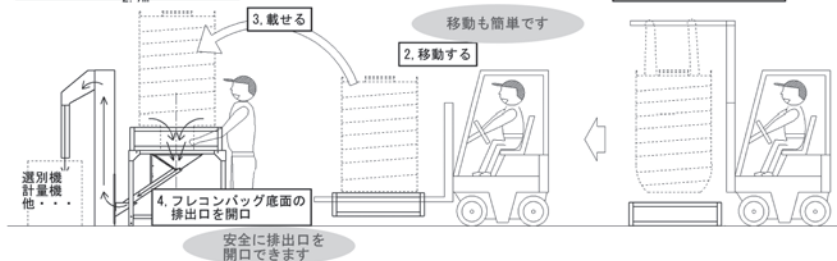 3,載せる
移動も簡単です
2,移動する
選別機
計量機
他・・・
4,フレコンバッグ底面の
排出口を開口
安全に排出口を
開口できます